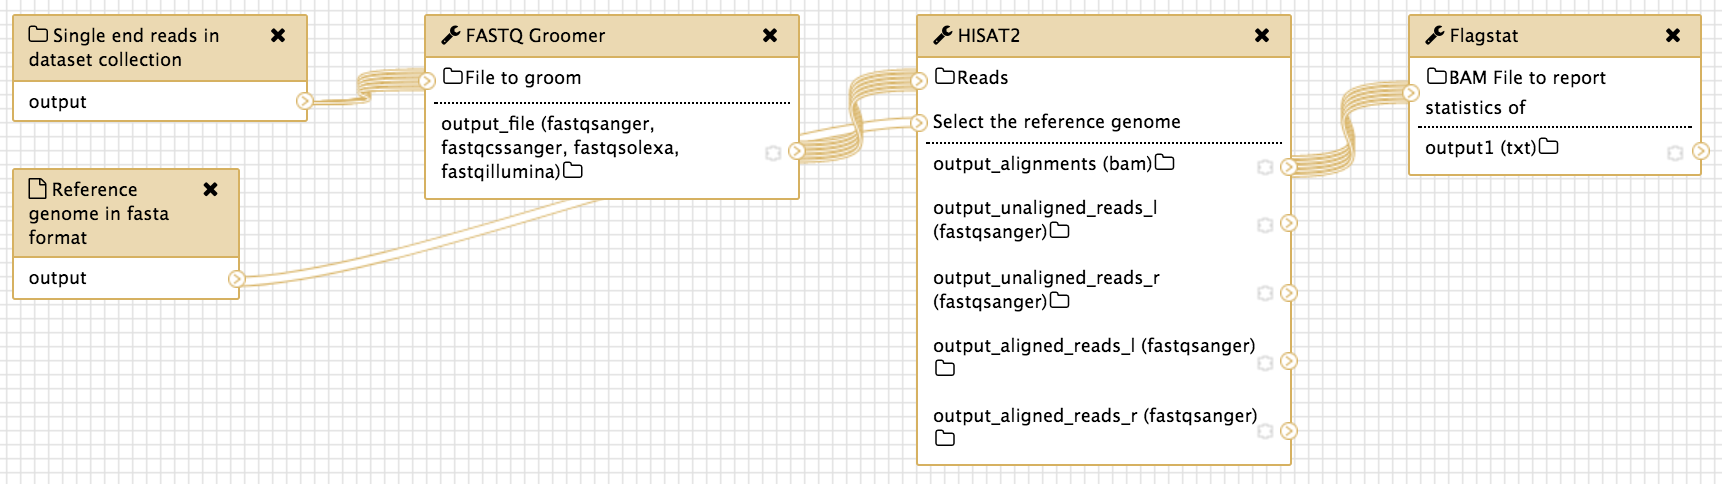 Single end reads in
dataset collection
output
Reference
genome in fasta
format
output
FASTQ Groomer
File to groom
output_file (fastqsanger,
fastqcssanger, fastqsolexa,
fastqillumina)
HISAT2
Reads
Select the reference genome
output_alignments (bam)
output_unaligned_reads_l
(fastqsanger)
output_unaligned_reads_r
(fastqsanger)
output_aligned_reads_l (fastqsanger)
output_aligned_reads_r (fastqsanger)
Flagstat
BAM File to report
statistics of
output1 (txt)